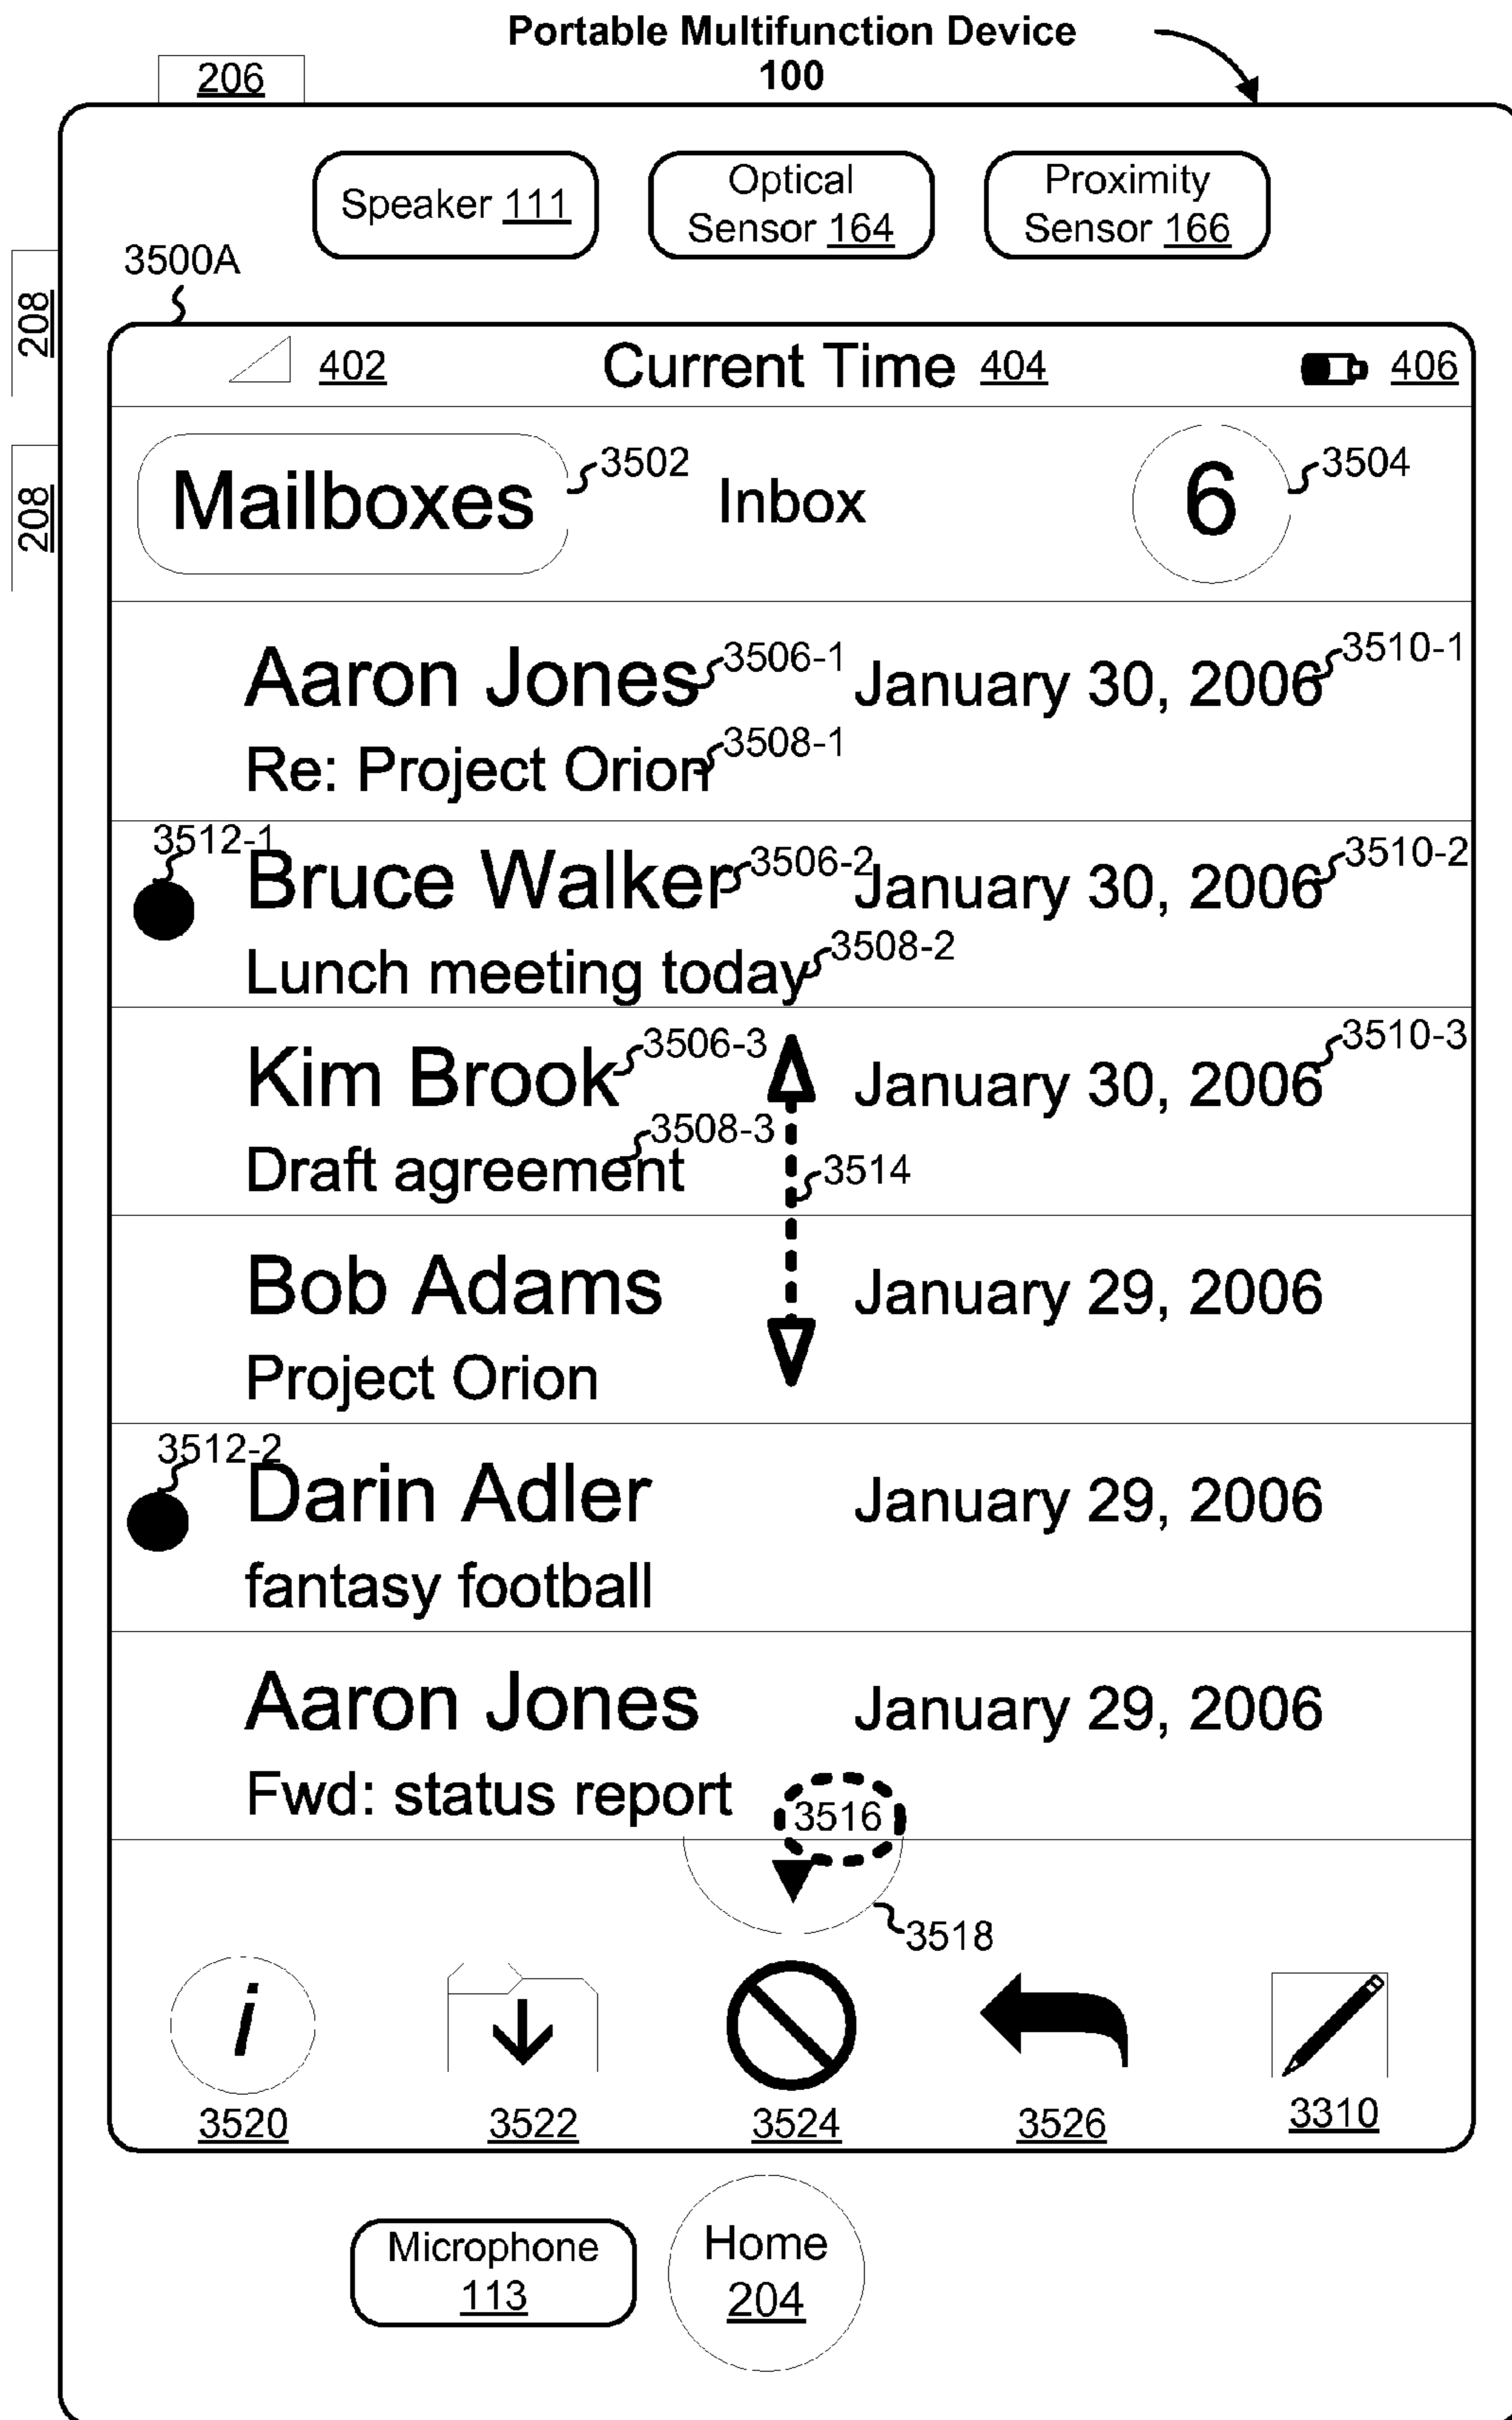 Portable Multifunction Device
100
206
Speaker 111
Optical
Sensor 164
Proximity
Sensor 166
208
208
3500A
402
Current Time 404
406
Mailboxes
3502
Inbox
6
3504
Aaron Jones
3506-1
January 30, 2006
3510-1
Re: Project Orion
3508-1
3512-1
Bruce Walker
3506-2
January 30, 2006
3510-2
Lunch meeting today
3508-2
Kim Brook
3506-3
January 30, 2006
3510-3
Draft agreement
3508-3
3514
Bob Adams
January 29, 2006
Project Orion
3512-2
Darin Adler
January 29, 2006
fantasy football
Aaron Jones
January 29, 2006
Fwd: status report
3516
3518
i
3520
3522
3524
3526
3310
Microphone
113
Home
204